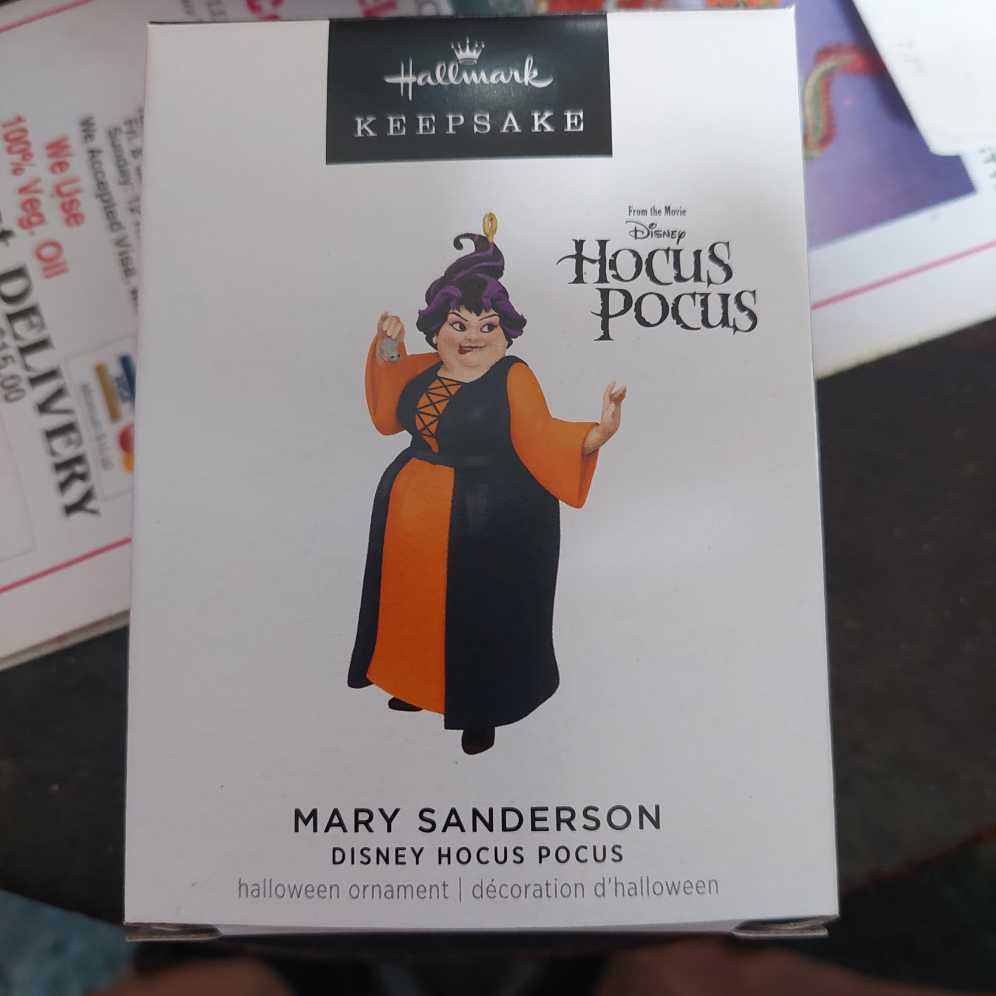 Hallmark
KEEPSAKE
From the Movie
Disney
HOCUS
POCUS
MARY SANDERSON
DISNEY HOCUS POCUS
halloween ornament | décoration d'halloween
We Use
100% Veg. Oil
We Accepted Visa
DELIVERY